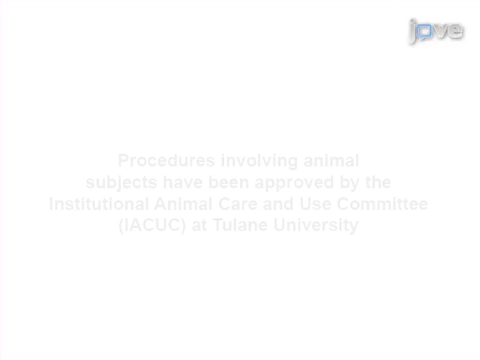 jove
Procedures involving animal
subjects have been approved by the
Institutional Animal Care and Use Committee
(IACUC) at Tulane University